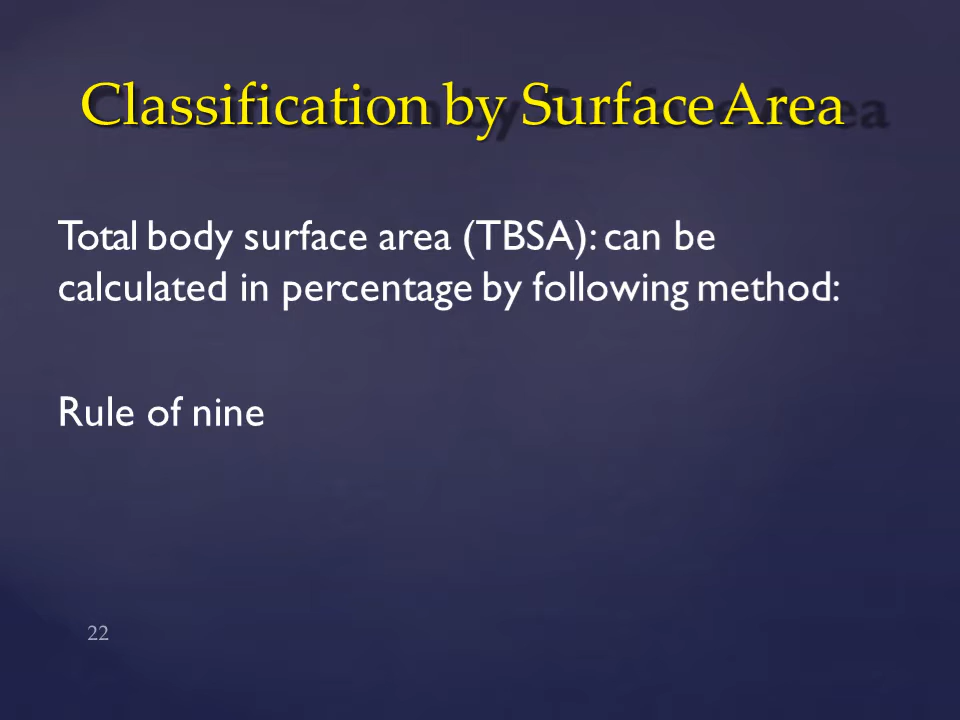 Classification by Surface Area
Total body surface area (TBSA): can be
calculated in percentage by following method:
Rule of nine
22